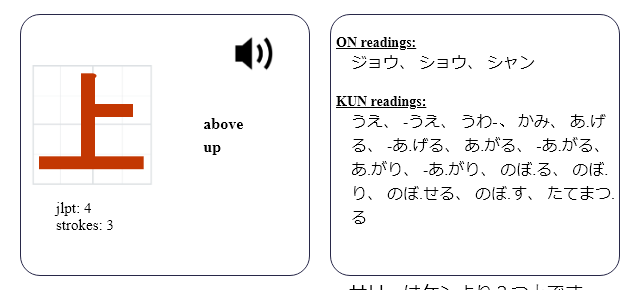 上
above
up
jlpt: 4
strokes: 3
ON readings:
ジョウ、 ショウ、 シャン
KUN readings:
うえ、 -うえ、 うわ-、 かみ、 あ.げ
る、 -あ.げる、 あ.がる、 -あ.がる、
あ.がり、 -あ.がり、 のぼ.る、 のぼ.
り、 のぼ.せる、 のぼ.す、 たてまつ.
る